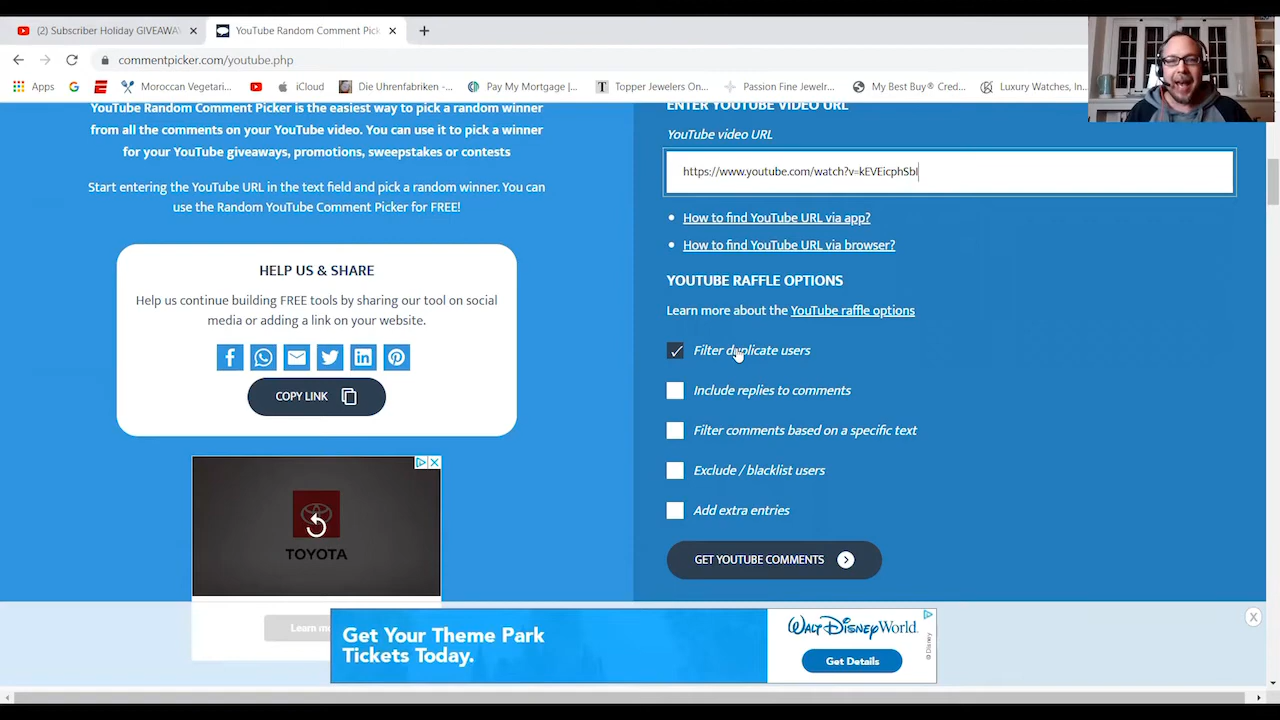 (2) Subscriber Holiday GIVEAWA
YouTube Random Comment Pick
commentpicker.com/youtube.php
Apps
Moroccan Vegetari...
iCloud
Die Uhrenfabriken - ...
Pay My Mortgage | ...
Topper Jewelers On...
Passion Fine Jewelr...
My Best Buy® Cred...
Luxury Watches, In...
YouTube Random Comment Picker is the easiest way to pick a random winner
from all the comments on your YouTube video. You can use it to pick a winner
for your YouTube giveaways, promotions, sweepstakes or contests
Start entering the YouTube URL in the text field and pick a random winner. You can
use the Random YouTube Comment Picker for FREE!
HELP US & SHARE
Help us continue building FREE tools by sharing our tool on social
media or adding a link on your website.
COPY LINK
TOYOTA
Learn mo
ENTER YOUTUBE VIDEO URL
YouTube video URL
https://www.youtube.com/watch?v=kEVEicphSbI
How to find YouTube URL via app?
How to find YouTube URL via browser?
YOUTUBE RAFFLE OPTIONS
Learn more about the YouTube raffle options
Filter duplicate users
Include replies to comments
Filter comments based on a specific text
Exclude / blacklist users
Add extra entries
GET YOUTUBE COMMENTS
Get Your Theme Park
Tickets Today.
WALT DISNEY World.
Get Details
© Disney